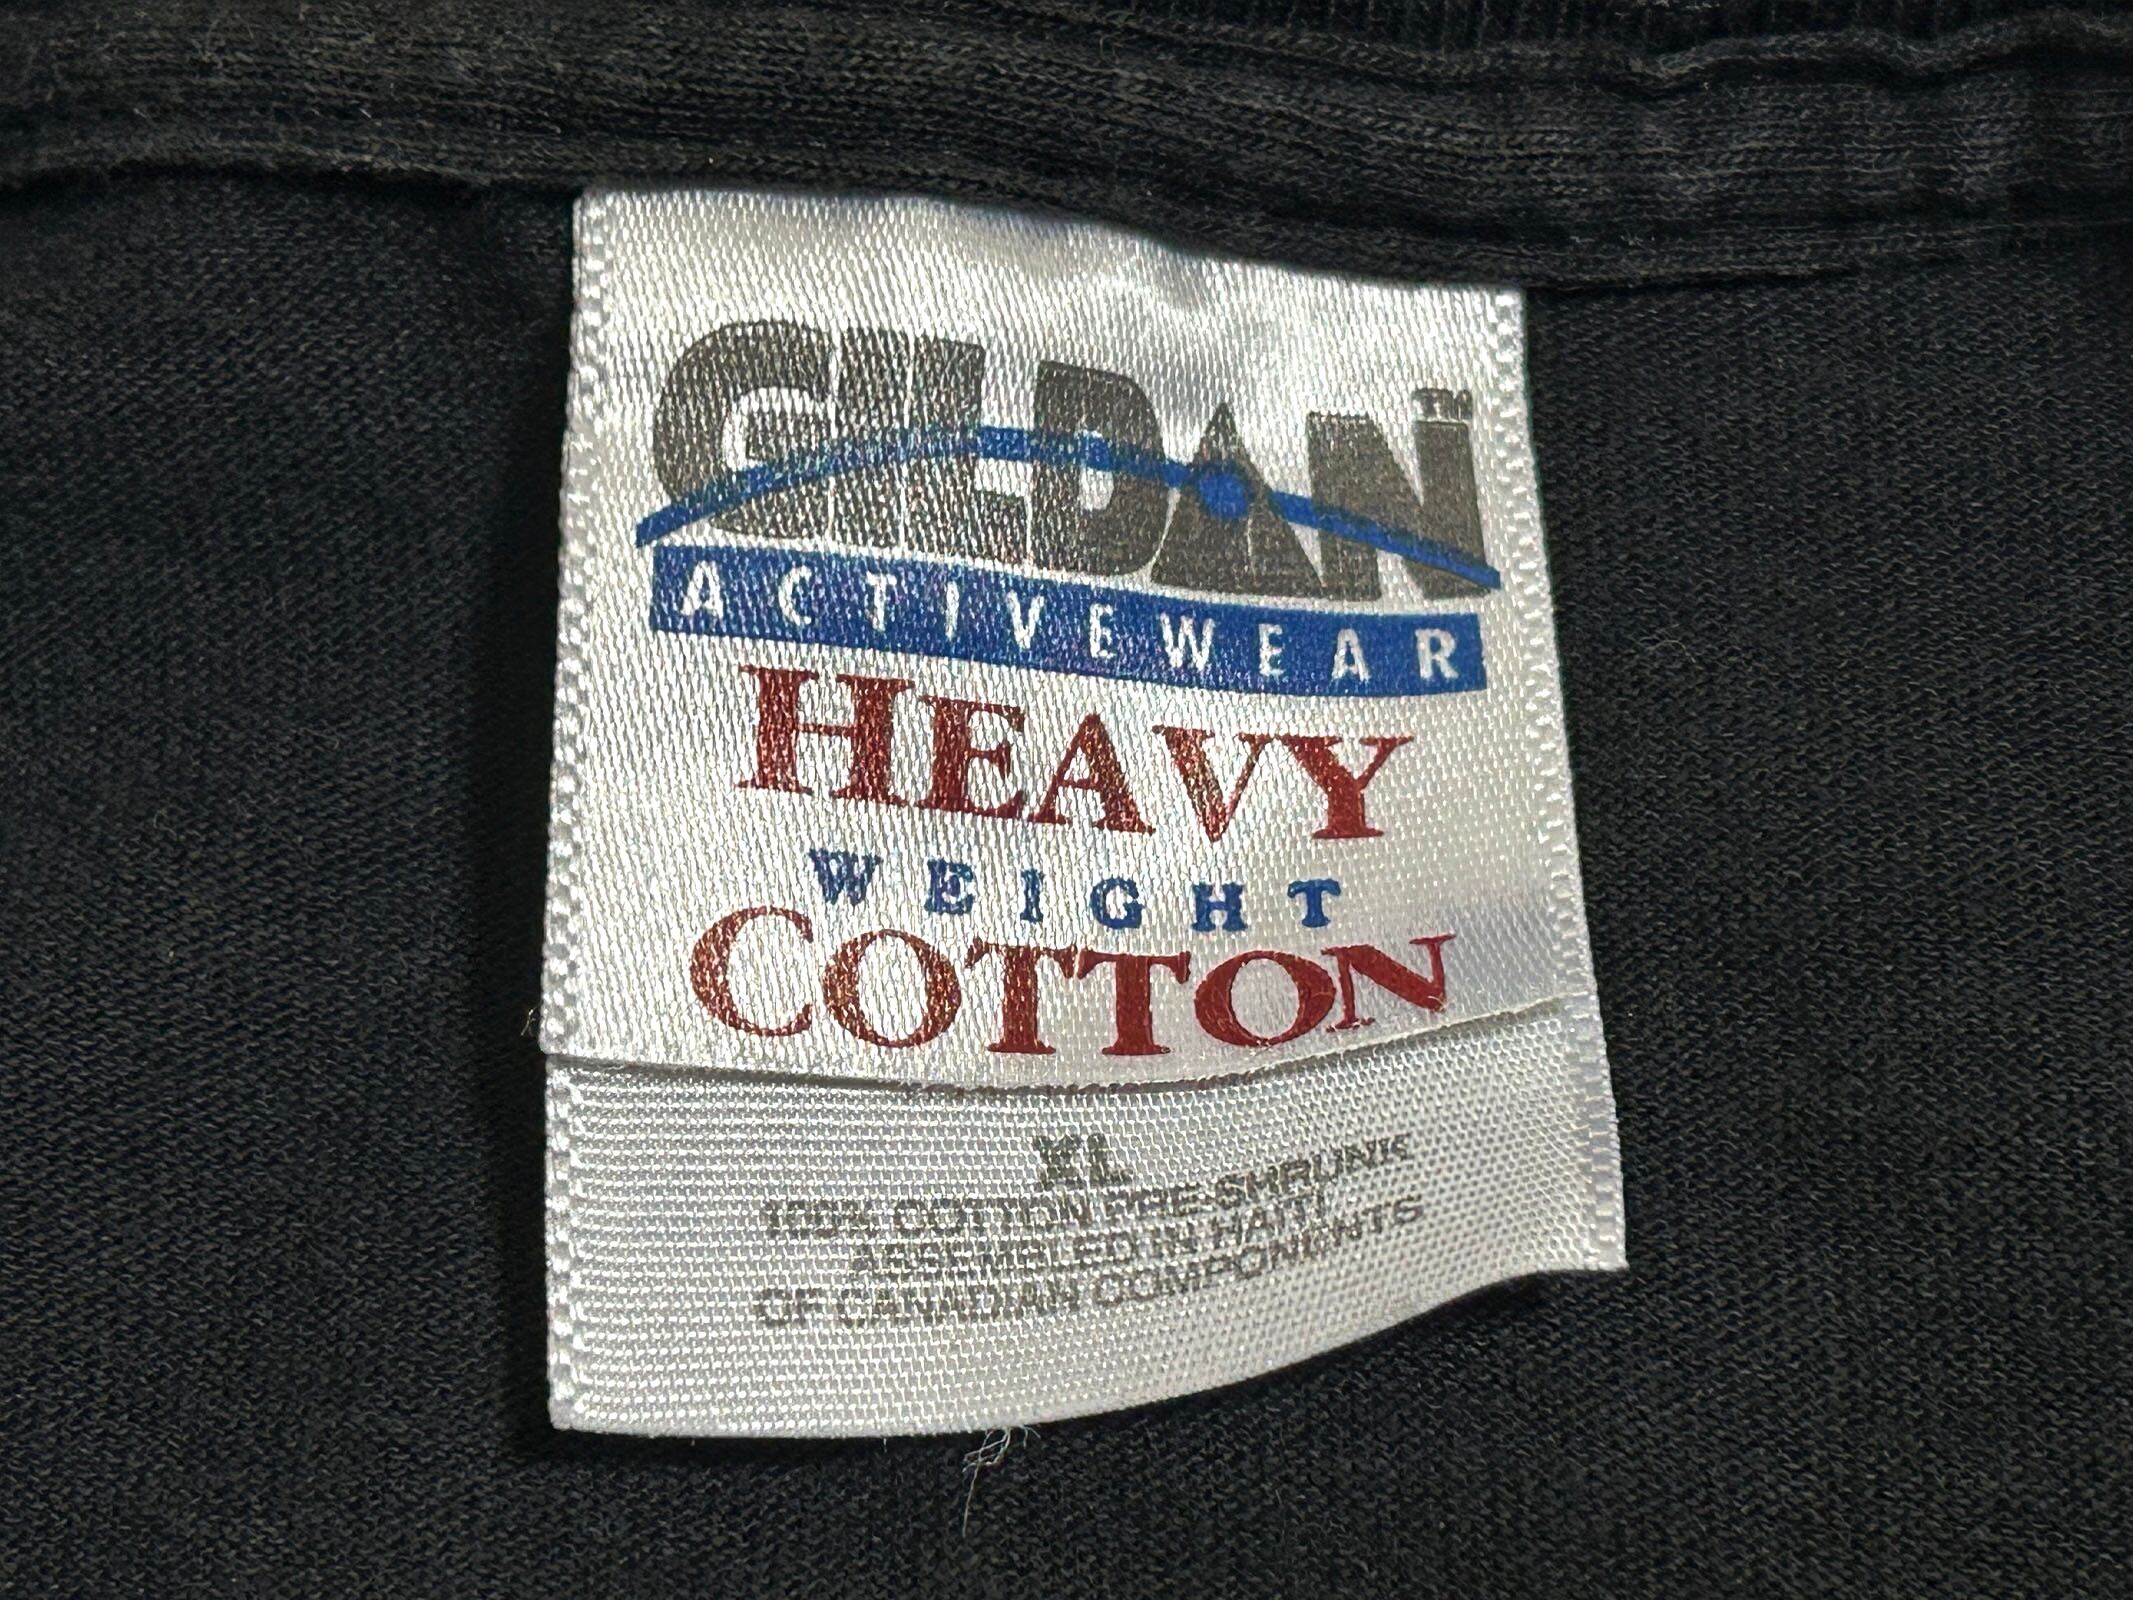 GILDAN™
ACTIVEWEAR
HEAVY
WEIGHT
COTTON
XL
100% COTTON PRE-SHRUNK
ASSEMBLED IN HAITI
OF CANADIAN COMPONENTS